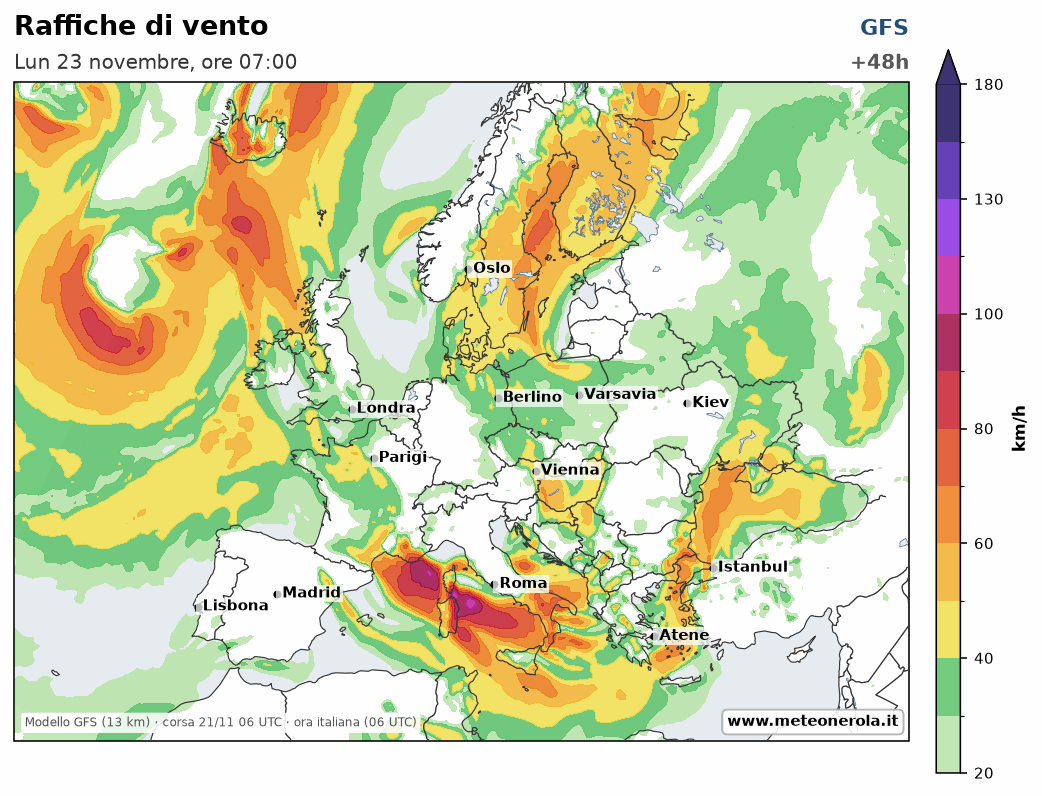 Raffiche di vento
GFS
Lun 23 novembre, ore 07:00
+48h
180
130
100
80
60
40
20
km/h
Oslo
Berlino
Varsavia
Kiev
Londra
Parigi
Vienna
Istanbul
Roma
Madrid
Lisbona
Atene
Modello GFS (13 km) · corsa 21/11 06 UTC · ora italiana (06 UTC)
www.meteonerola.it